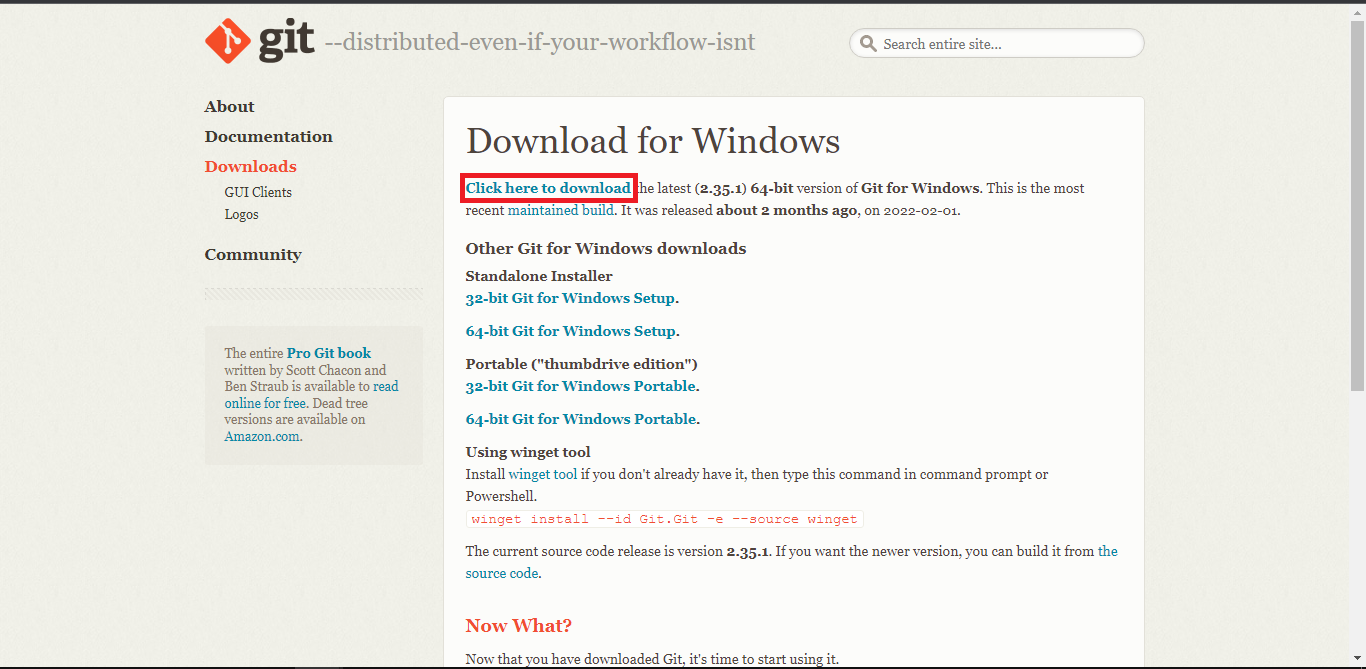 git --distributed-even-if-your-workflow-isnt
Search entire site...
About
Documentation
Downloads
GUI Clients
Logos
Community
The entire Pro Git book
written by Scott Chacon and
Ben Straub is available to read
online for free. Dead tree
versions are available on
Amazon.com.
Download for Windows
Click here to download the latest (2.35.1) 64-bit version of Git for Windows. This is the most
recent maintained build. It was released about 2 months ago, on 2022-02-01.
Other Git for Windows downloads
Standalone Installer
32-bit Git for Windows Setup.
64-bit Git for Windows Setup.
Portable ("thumbdrive edition")
32-bit Git for Windows Portable.
64-bit Git for Windows Portable.
Using winget tool
Install winget tool if you don't already have it, then type this command in command prompt or
Powershell.
winget install --id Git.Git -e --source winget
The current source code release is version 2.35.1. If you want the newer version, you can build it from the
source code.
Now What?
Now that you have downloaded Git, it's time to start using it.